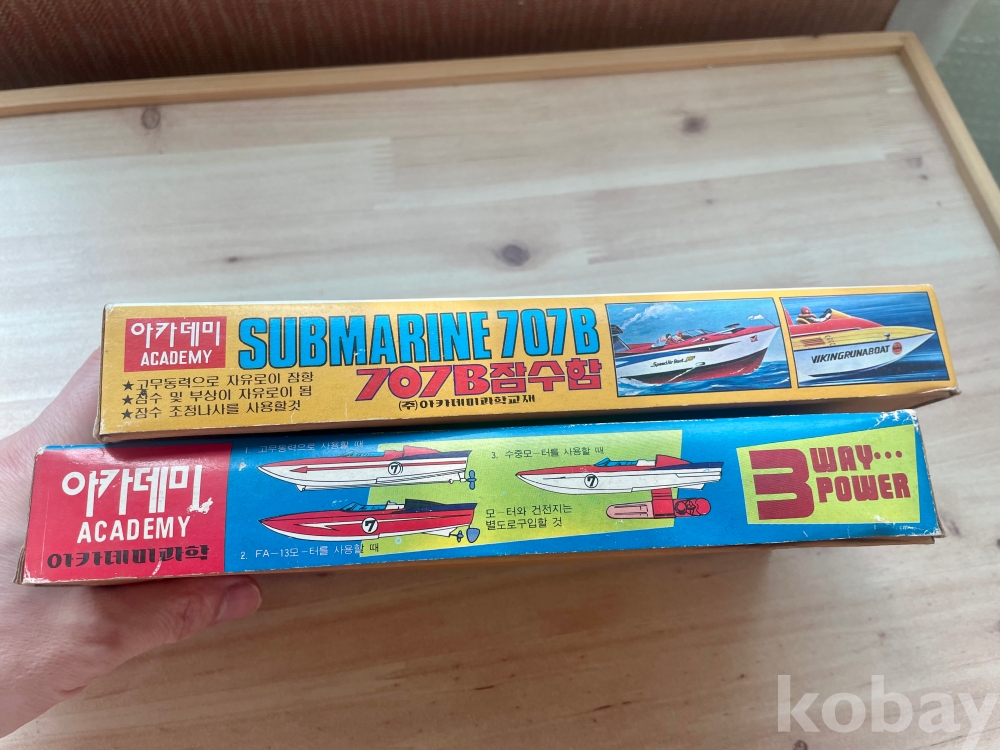 아카데미
ACADEMY
SUBMARINE 707B
707B잠수함
(주)아카데미과학교재
★고무동력으로 자유로이 잠항
★잠수 및 부상이 자유로이 됨
★잠수 조정나사를 사용할것
Speedie Boat
VIKINGRUNABOAT
아카데미
ACADEMY
아카데미과학
1. 고무동력으로 사용할 때
7
2. FA-13모-터를 사용할 때
7
3. 수중모-터를 사용할 때
7
모-터와 건전지는
별도로구입할 것
3 WAY...
POWER
kobay